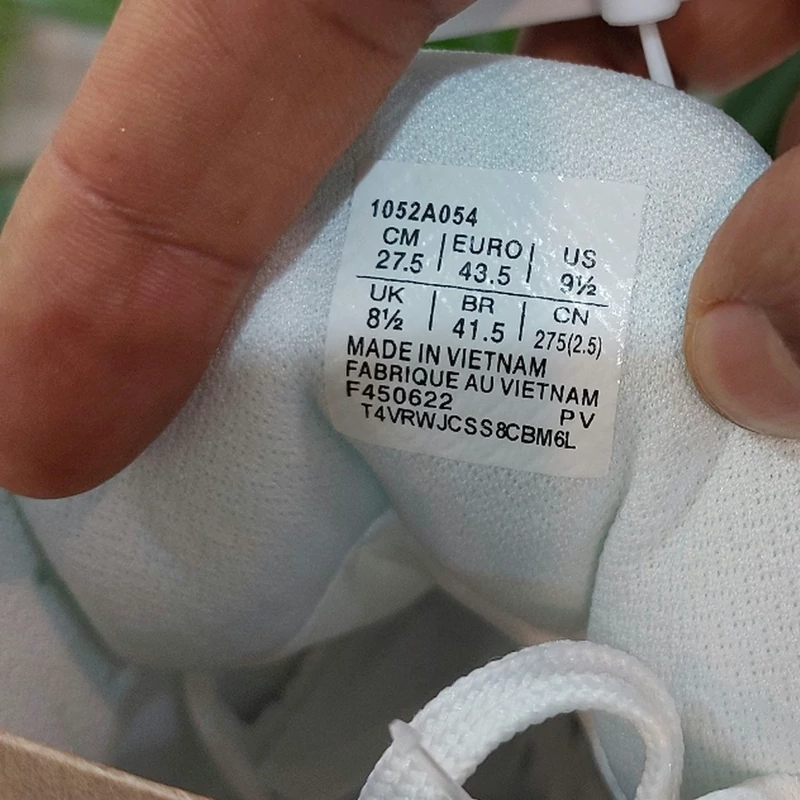 1052A054
CM | EURO | US
27.5 | 43.5 | 9½
UK | BR | CN
8½ | 41.5 | 275(2.5)
MADE IN VIETNAM
FABRIQUE AU VIETNAM
F450622 PV
T4VRWJCSS8CBM6L